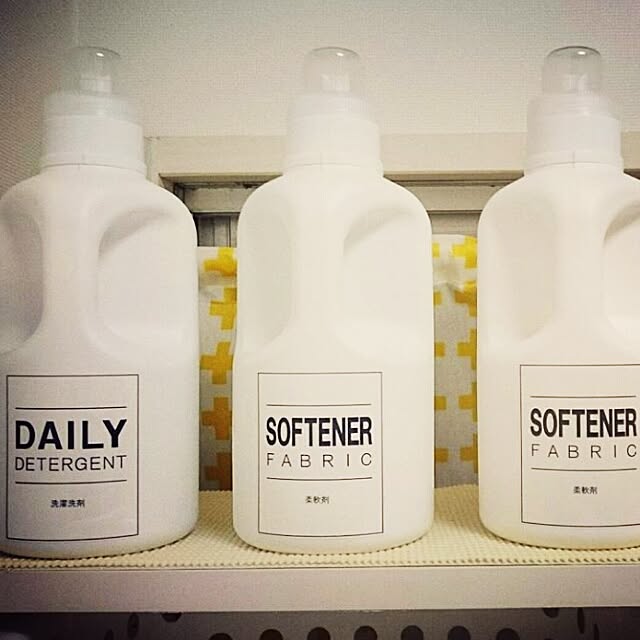 DAILY
DETERGENT
洗濯洗剤
SOFTENER
FABRIC
柔軟剤
SOFTENER
FABRIC
柔軟剤